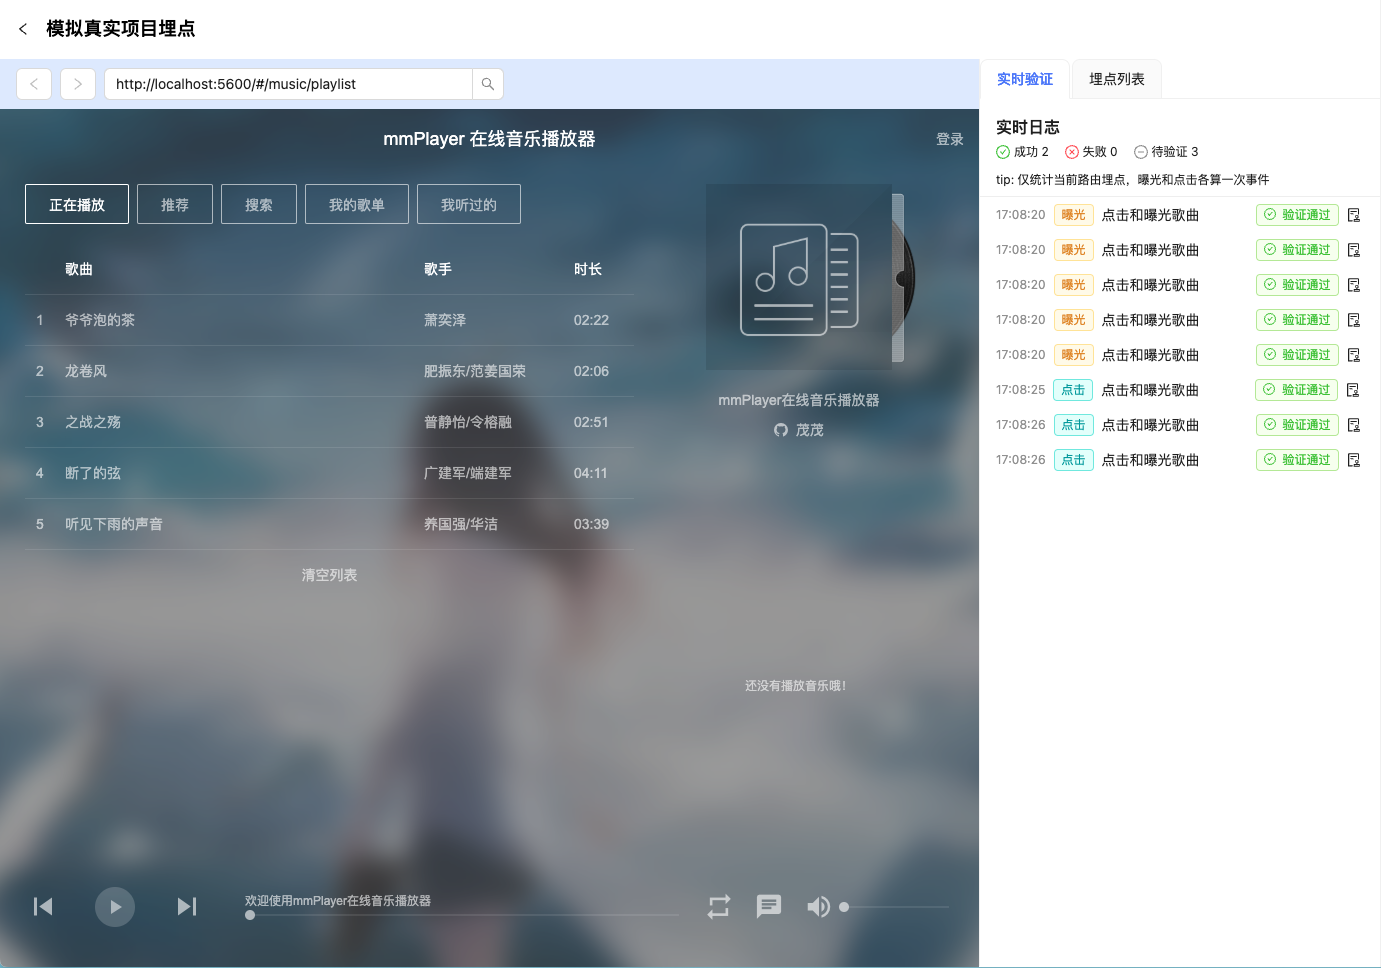 模拟真实项目埋点
http://localhost:5600/#/music/playlist
mmPlayer 在线音乐播放器
登录
正在播放 推荐 搜索 我的歌单 我听过的
歌曲 歌手 时长
1 爷爷泡的茶 萧奕泽 02:22
2 龙卷风 肥振东/范姜国荣 02:06
3 之战之殇 普静怡/令榕融 02:51
4 断了的弦 广建军/端建军 04:11
5 听见下雨的声音 养国强/华洁 03:39
清空列表
mmPlayer在线音乐播放器
茂茂
还没有播放音乐哦!
欢迎使用mmPlayer在线音乐播放器
实时验证 埋点列表
实时日志
成功 2 失败 0 待验证 3
tip: 仅统计当前路由埋点，曝光和点击各算一次事件
17:08:20 曝光 点击和曝光歌曲 验证通过
17:08:20 曝光 点击和曝光歌曲 验证通过
17:08:20 曝光 点击和曝光歌曲 验证通过
17:08:20 曝光 点击和曝光歌曲 验证通过
17:08:20 曝光 点击和曝光歌曲 验证通过
17:08:25 点击 点击和曝光歌曲 验证通过
17:08:26 点击 点击和曝光歌曲 验证通过
17:08:26 点击 点击和曝光歌曲 验证通过